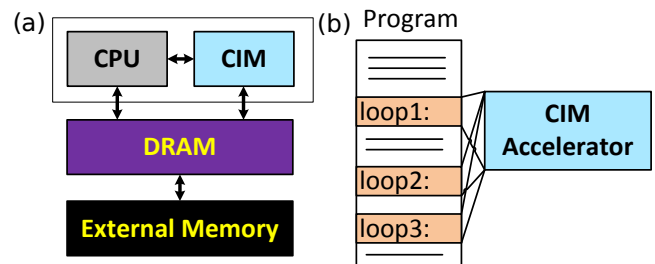 (a)
CPU
CIM
DRAM
External Memory
(b)
Program
loop1:
loop2:
loop3:
CIM
Accelerator